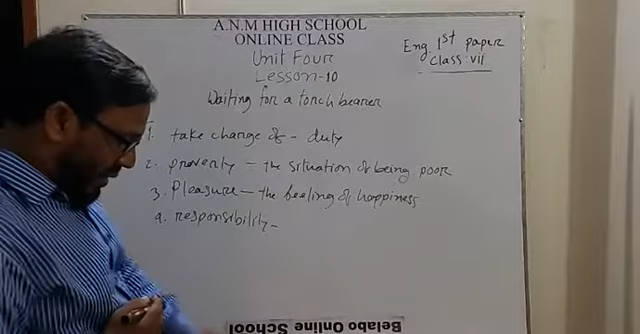 A.N.M HIGH SCHOOL
ONLINE CLASS
Eng 1st paper
Class: VII
Unit Four
Lesson-10
Waiting for a torch bearer
1. take charge of - duty
2. proverty - the situation of being poor
3. Pleasure - the feeling of happiness
4. responsibility -
Belabo Online School